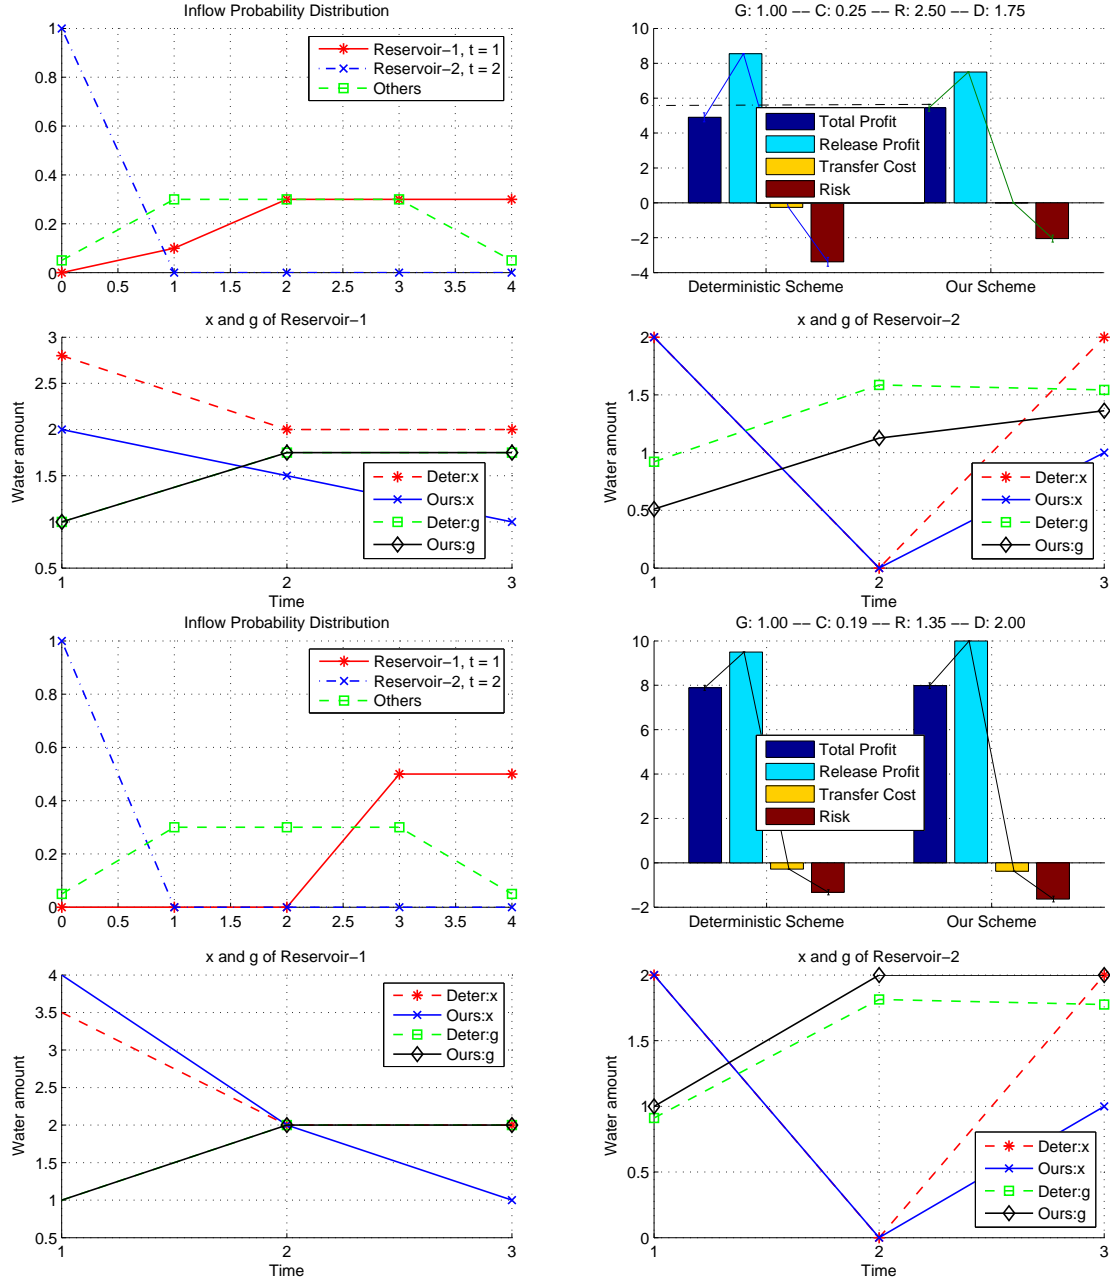 Inflow Probability Distribution
1
0.8
0.6
0.4
0.2
0
0 0.5 1 1.5 2 2.5 3 3.5 4
Reservoir−1, t = 1
Reservoir−2, t = 2
Others
G: 1.00 −− C: 0.25 −− R: 2.50 −− D: 1.75
10
8
6
4
2
0
−2
−4
Total Profit
Release Profit
Transfer Cost
Risk
Deterministic Scheme Our Scheme
x and g of Reservoir−1
Water amount
3
2.5
2
1.5
1
0.5
1 2 3
Time
Deter:x
Ours:x
Deter:g
Ours:g
x and g of Reservoir−2
Water amount
2
1.5
1
0.5
0
1 2 3
Time
Deter:x
Ours:x
Deter:g
Ours:g
Inflow Probability Distribution
1
0.8
0.6
0.4
0.2
0
0 0.5 1 1.5 2 2.5 3 3.5 4
Reservoir−1, t = 1
Reservoir−2, t = 2
Others
G: 1.00 −− C: 0.19 −− R: 1.35 −− D: 2.00
10
8
6
4
2
0
−2
Total Profit
Release Profit
Transfer Cost
Risk
Deterministic Scheme Our Scheme
x and g of Reservoir−1
Water amount
4
3.5
3
2.5
2
1.5
1
0.5
1 2 3
Time
Deter:x
Ours:x
Deter:g
Ours:g
x and g of Reservoir−2
Water amount
2
1.5
1
0.5
0
1 2 3
Time
Deter:x
Ours:x
Deter:g
Ours:g